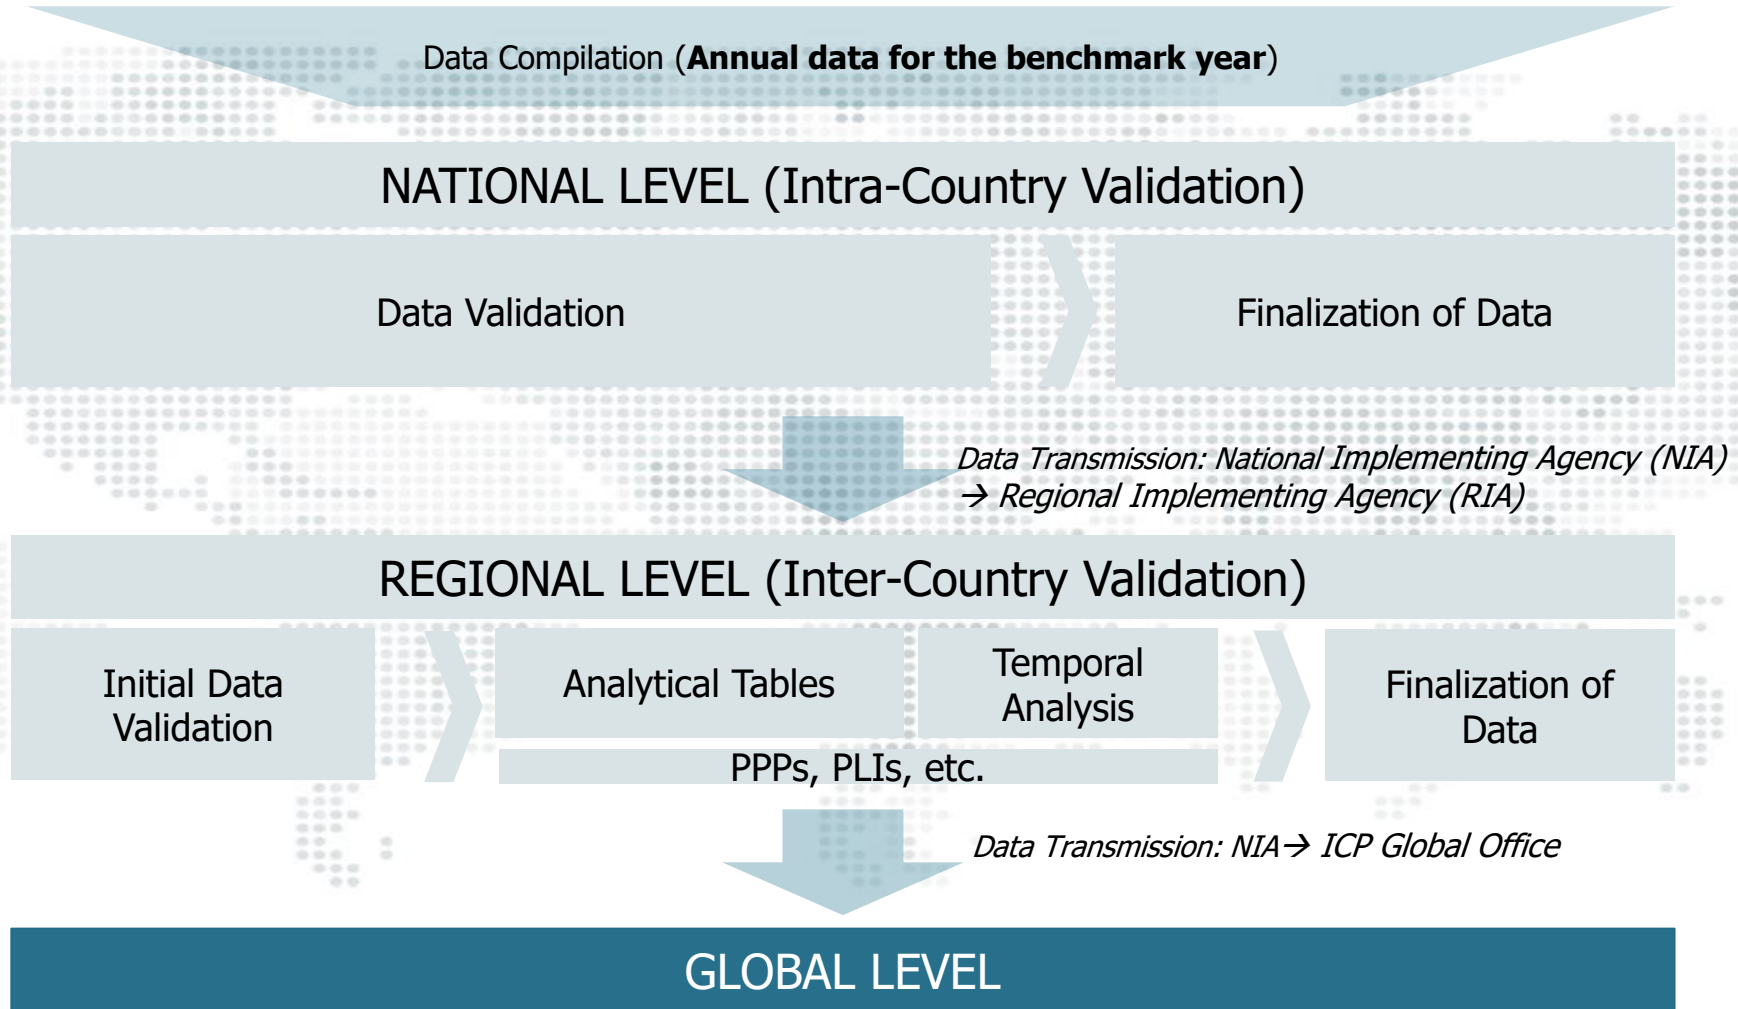 Data Compilation (Annual data for the benchmark year)
NATIONAL LEVEL (Intra-Country Validation)
Data Validation
Finalization of Data
Data Transmission: National Implementing Agency (NIA)
→ Regional Implementing Agency (RIA)
REGIONAL LEVEL (Inter-Country Validation)
Initial Data
Validation
Analytical Tables
Temporal
Analysis
PPPs, PLIs, etc.
Finalization of
Data
Data Transmission: NIA→ ICP Global Office
GLOBAL LEVEL